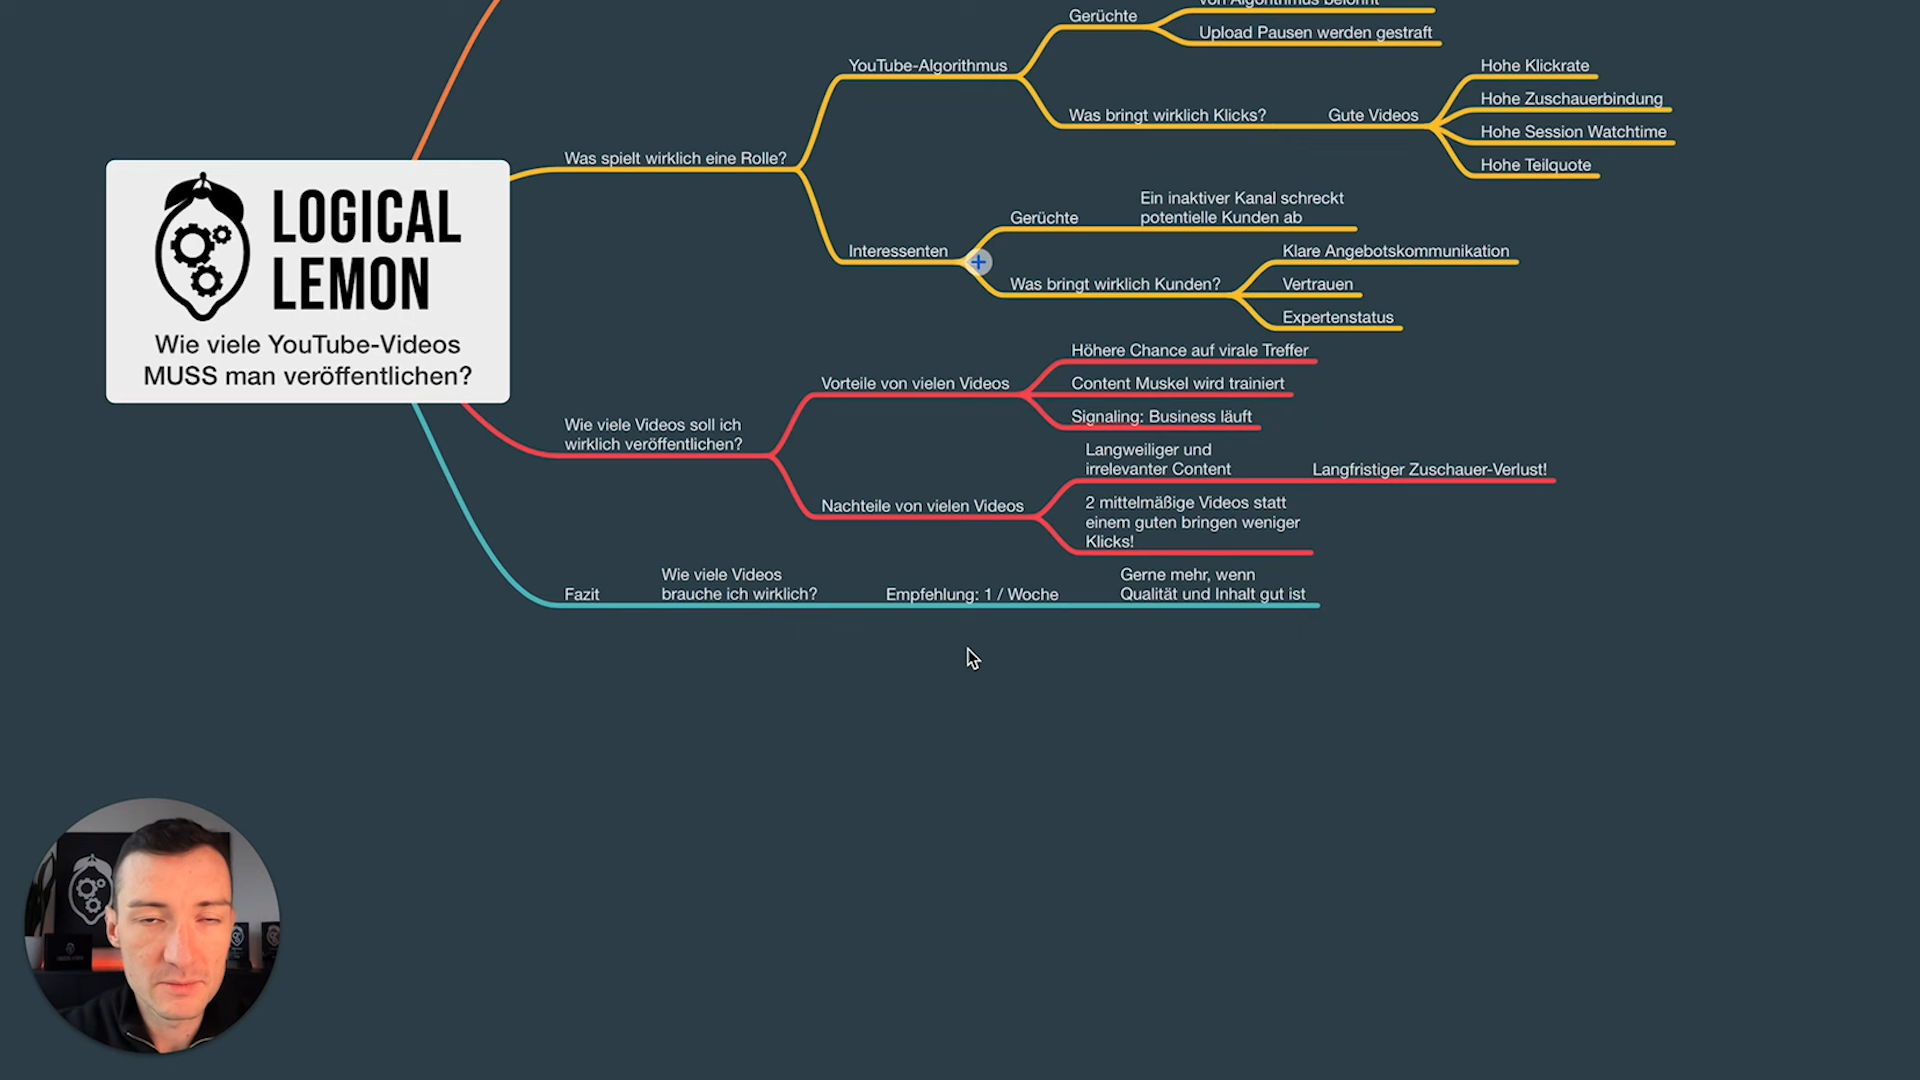 von Algorithmus belohnt
Gerüchte
Upload Pausen werden gestraft
YouTube-Algorithmus
Hohe Klickrate
Hohe Zuschauerbindung
Was bringt wirklich Klicks?
Gute Videos
Hohe Session Watchtime
Hohe Teilquote
Was spielt wirklich eine Rolle?
Ein inaktiver Kanal schreckt
potentielle Kunden ab
Gerüchte
Interessenten
Klare Angebotskommunikation
Was bringt wirklich Kunden?
Vertrauen
Expertenstatus
LOGICAL
LEMON
Wie viele YouTube-Videos
MUSS man veröffentlichen?
Höhere Chance auf virale Treffer
Vorteile von vielen Videos
Content Muskel wird trainiert
Signaling: Business läuft
Wie viele Videos soll ich
wirklich veröffentlichen?
Langweiliger und
irrelevanter Content
Langfristiger Zuschauer-Verlust!
Nachteile von vielen Videos
2 mittelmäßige Videos statt
einem guten bringen weniger
Klicks!
Fazit
Wie viele Videos
brauche ich wirklich?
Empfehlung: 1 / Woche
Gerne mehr, wenn
Qualität und Inhalt gut ist